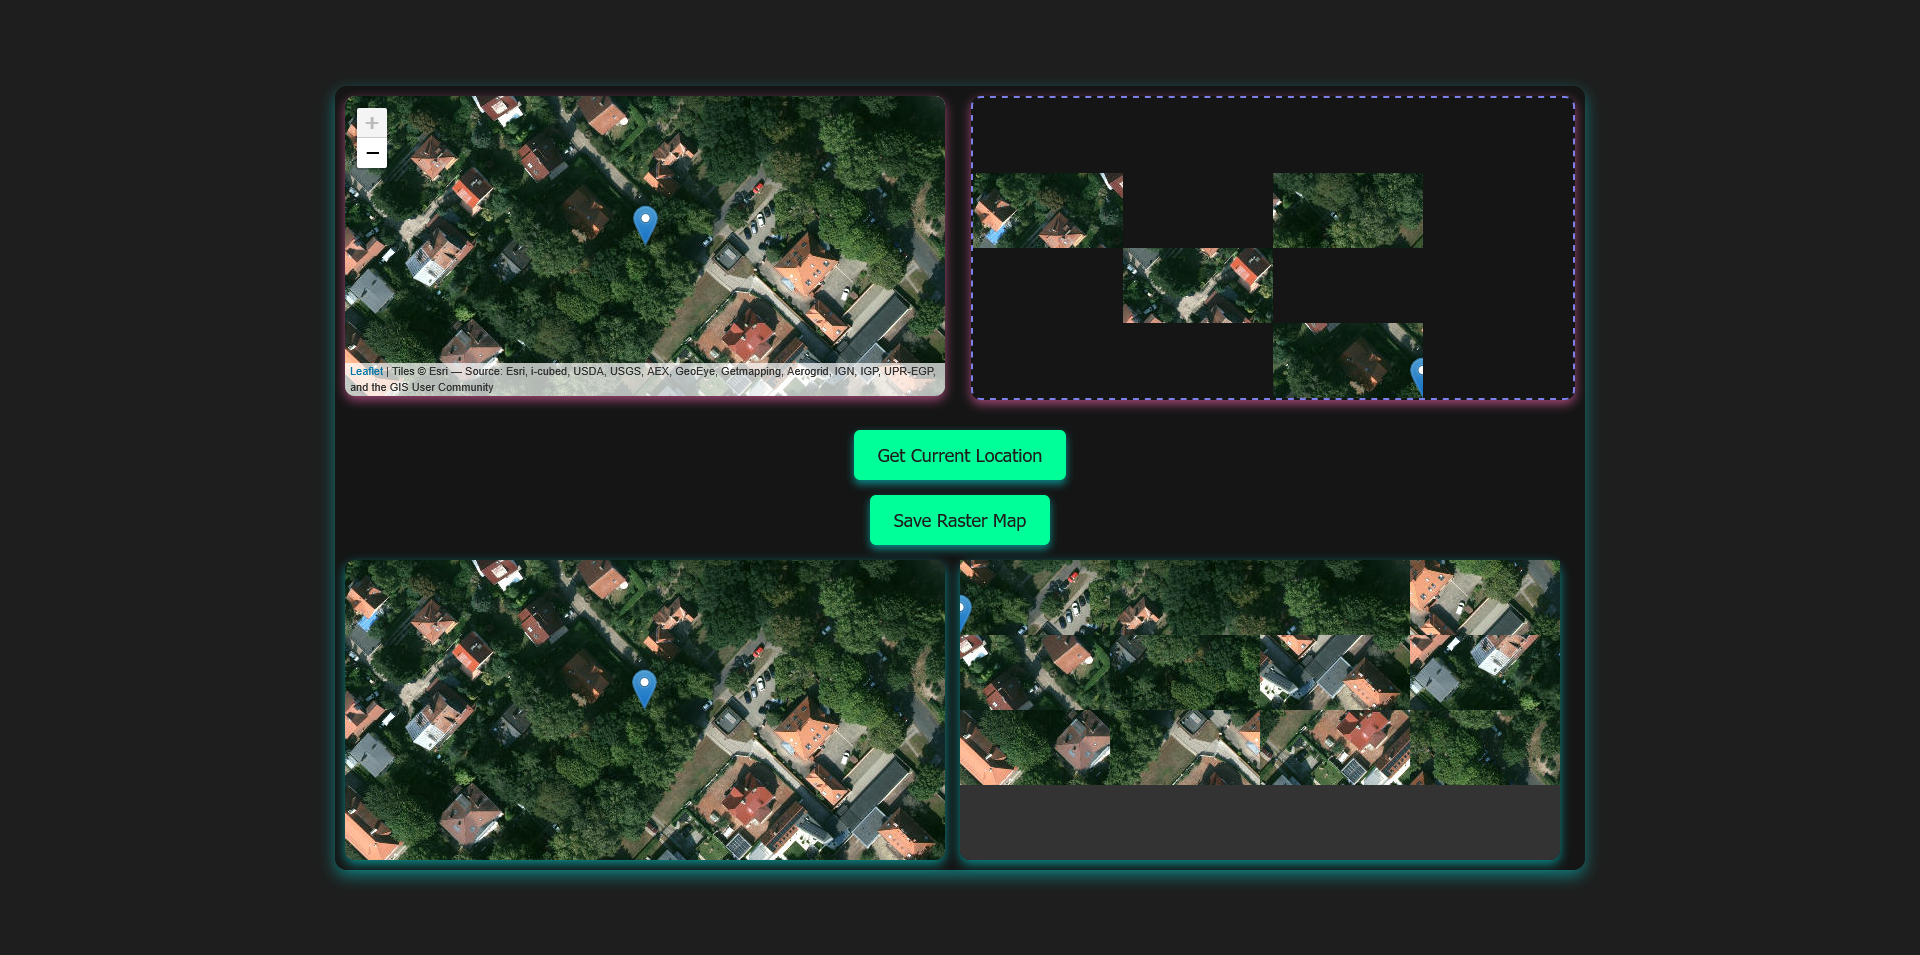 +
−
Leaflet | Tiles © Esri — Source: Esri, i-cubed, USDA, USGS, AEX, GeoEye, Getmapping, Aerogrid, IGN, IGP, UPR-EGP,
and the GIS User Community
Get Current Location
Save Raster Map